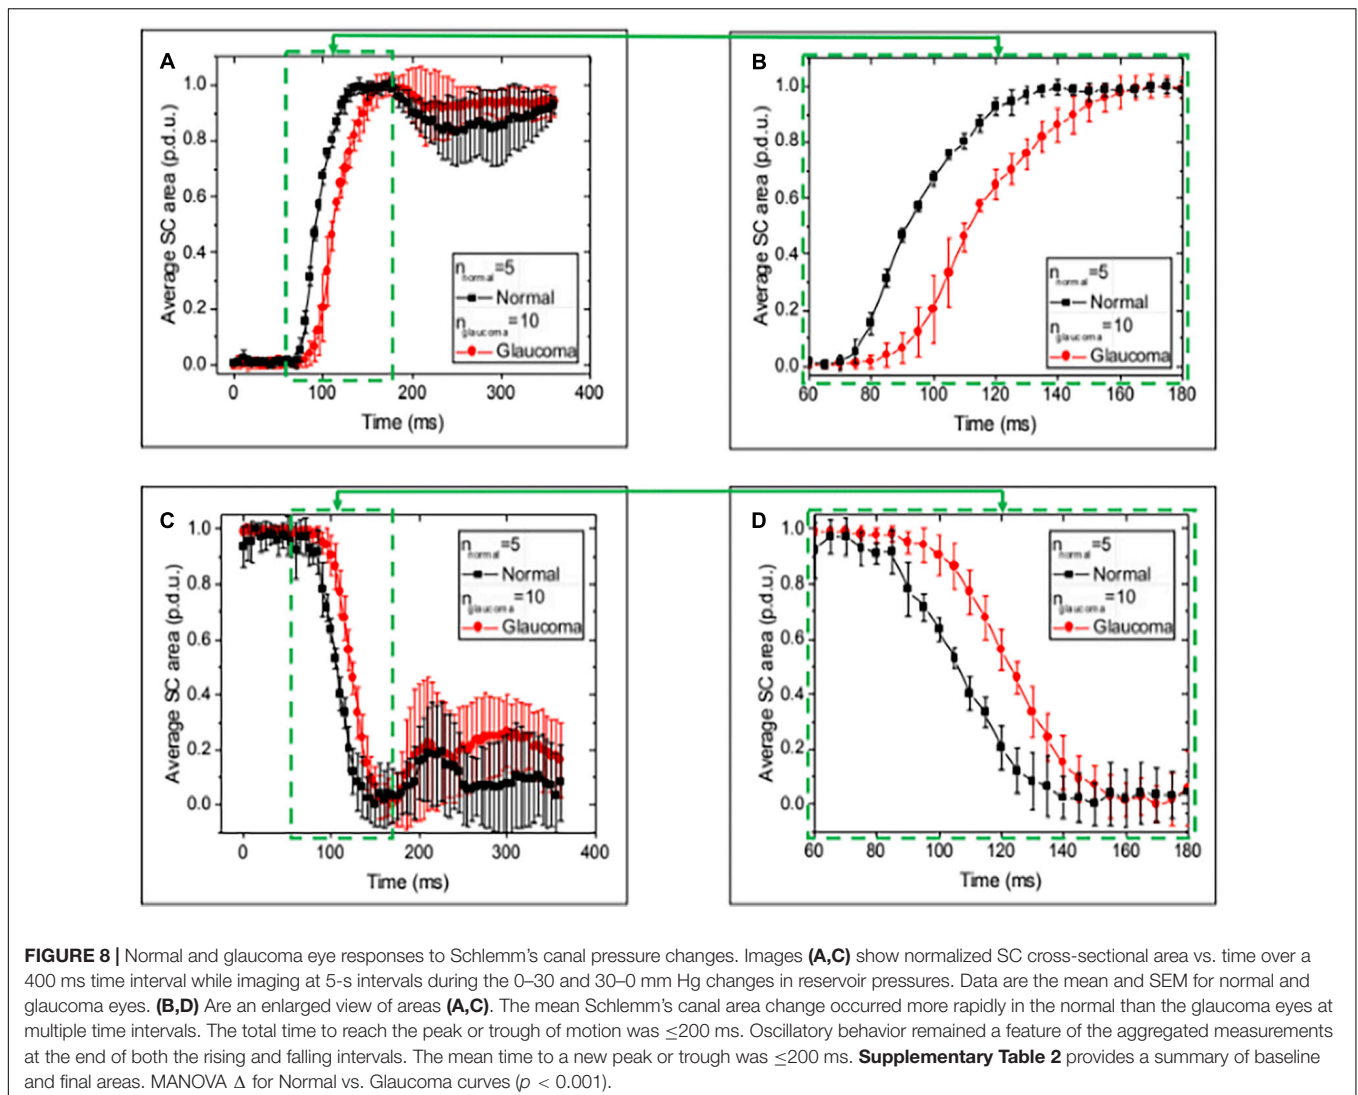 A
Average SC area (p.d.u.)
1.0
0.8
0.6
0.4
0.2
0.0
0 100 200 300 400
Time (ms)
n normal =5
Normal
n glaucoma =10
Glaucoma
B
Average SC area (p.d.u.)
1.0
0.8
0.6
0.4
0.2
0.0
60 80 100 120 140 160 180
Time (ms)
n normal =5
Normal
n glaucoma =10
Glaucoma
C
Average SC area (p.d.u.)
1.0
0.8
0.6
0.4
0.2
0.0
0 100 200 300 400
Time (ms)
n normal =5
Normal
n glaucoma =10
Glaucoma
D
Average SC area (p.d.u.)
1.0
0.8
0.6
0.4
0.2
0.0
60 80 100 120 140 160 180
Time (ms)
n normal =5
Normal
n glaucoma =10
Glaucoma
FIGURE 8 | Normal and glaucoma eye responses to Schlemm's canal pressure changes. Images (A,C) show normalized SC cross-sectional area vs. time over a
400 ms time interval while imaging at 5-s intervals during the 0–30 and 30–0 mm Hg changes in reservoir pressures. Data are the mean and SEM for normal and
glaucoma eyes. (B,D) Are an enlarged view of areas (A,C). The mean Schlemm's canal area change occurred more rapidly in the normal than the glaucoma eyes at
multiple time intervals. The total time to reach the peak or trough of motion was ≤200 ms. Oscillatory behavior remained a feature of the aggregated measurements
at the end of both the rising and falling intervals. The mean time to a new peak or trough was ≤200 ms. Supplementary Table 2 provides a summary of baseline
and final areas. MANOVA Δ for Normal vs. Glaucoma curves (p < 0.001).